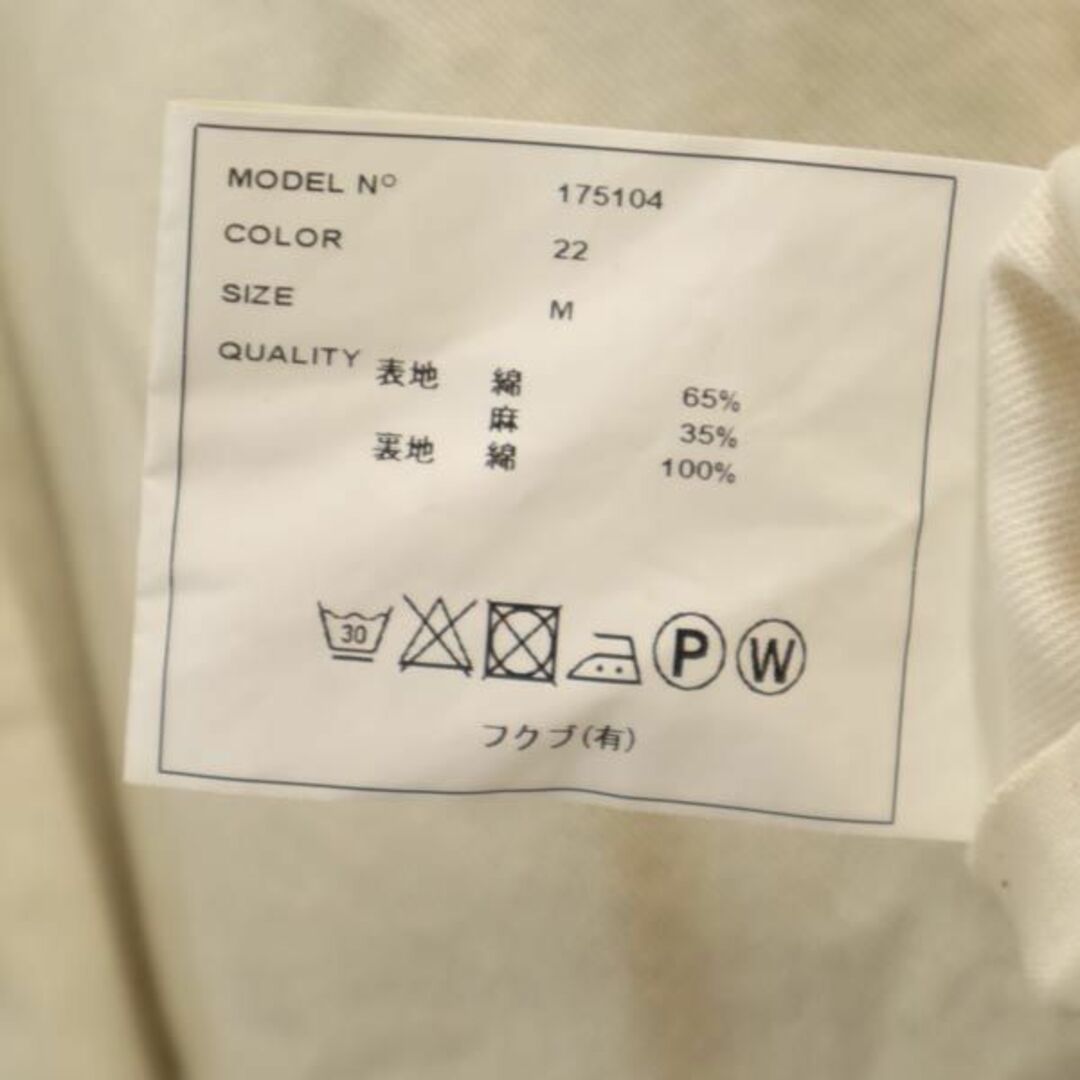 MODEL Nº 175104
COLOR 22
SIZE M
QUALITY 表地 綿 65%
麻 35%
裏地 綿 100%
30 P W
フクブ(有)